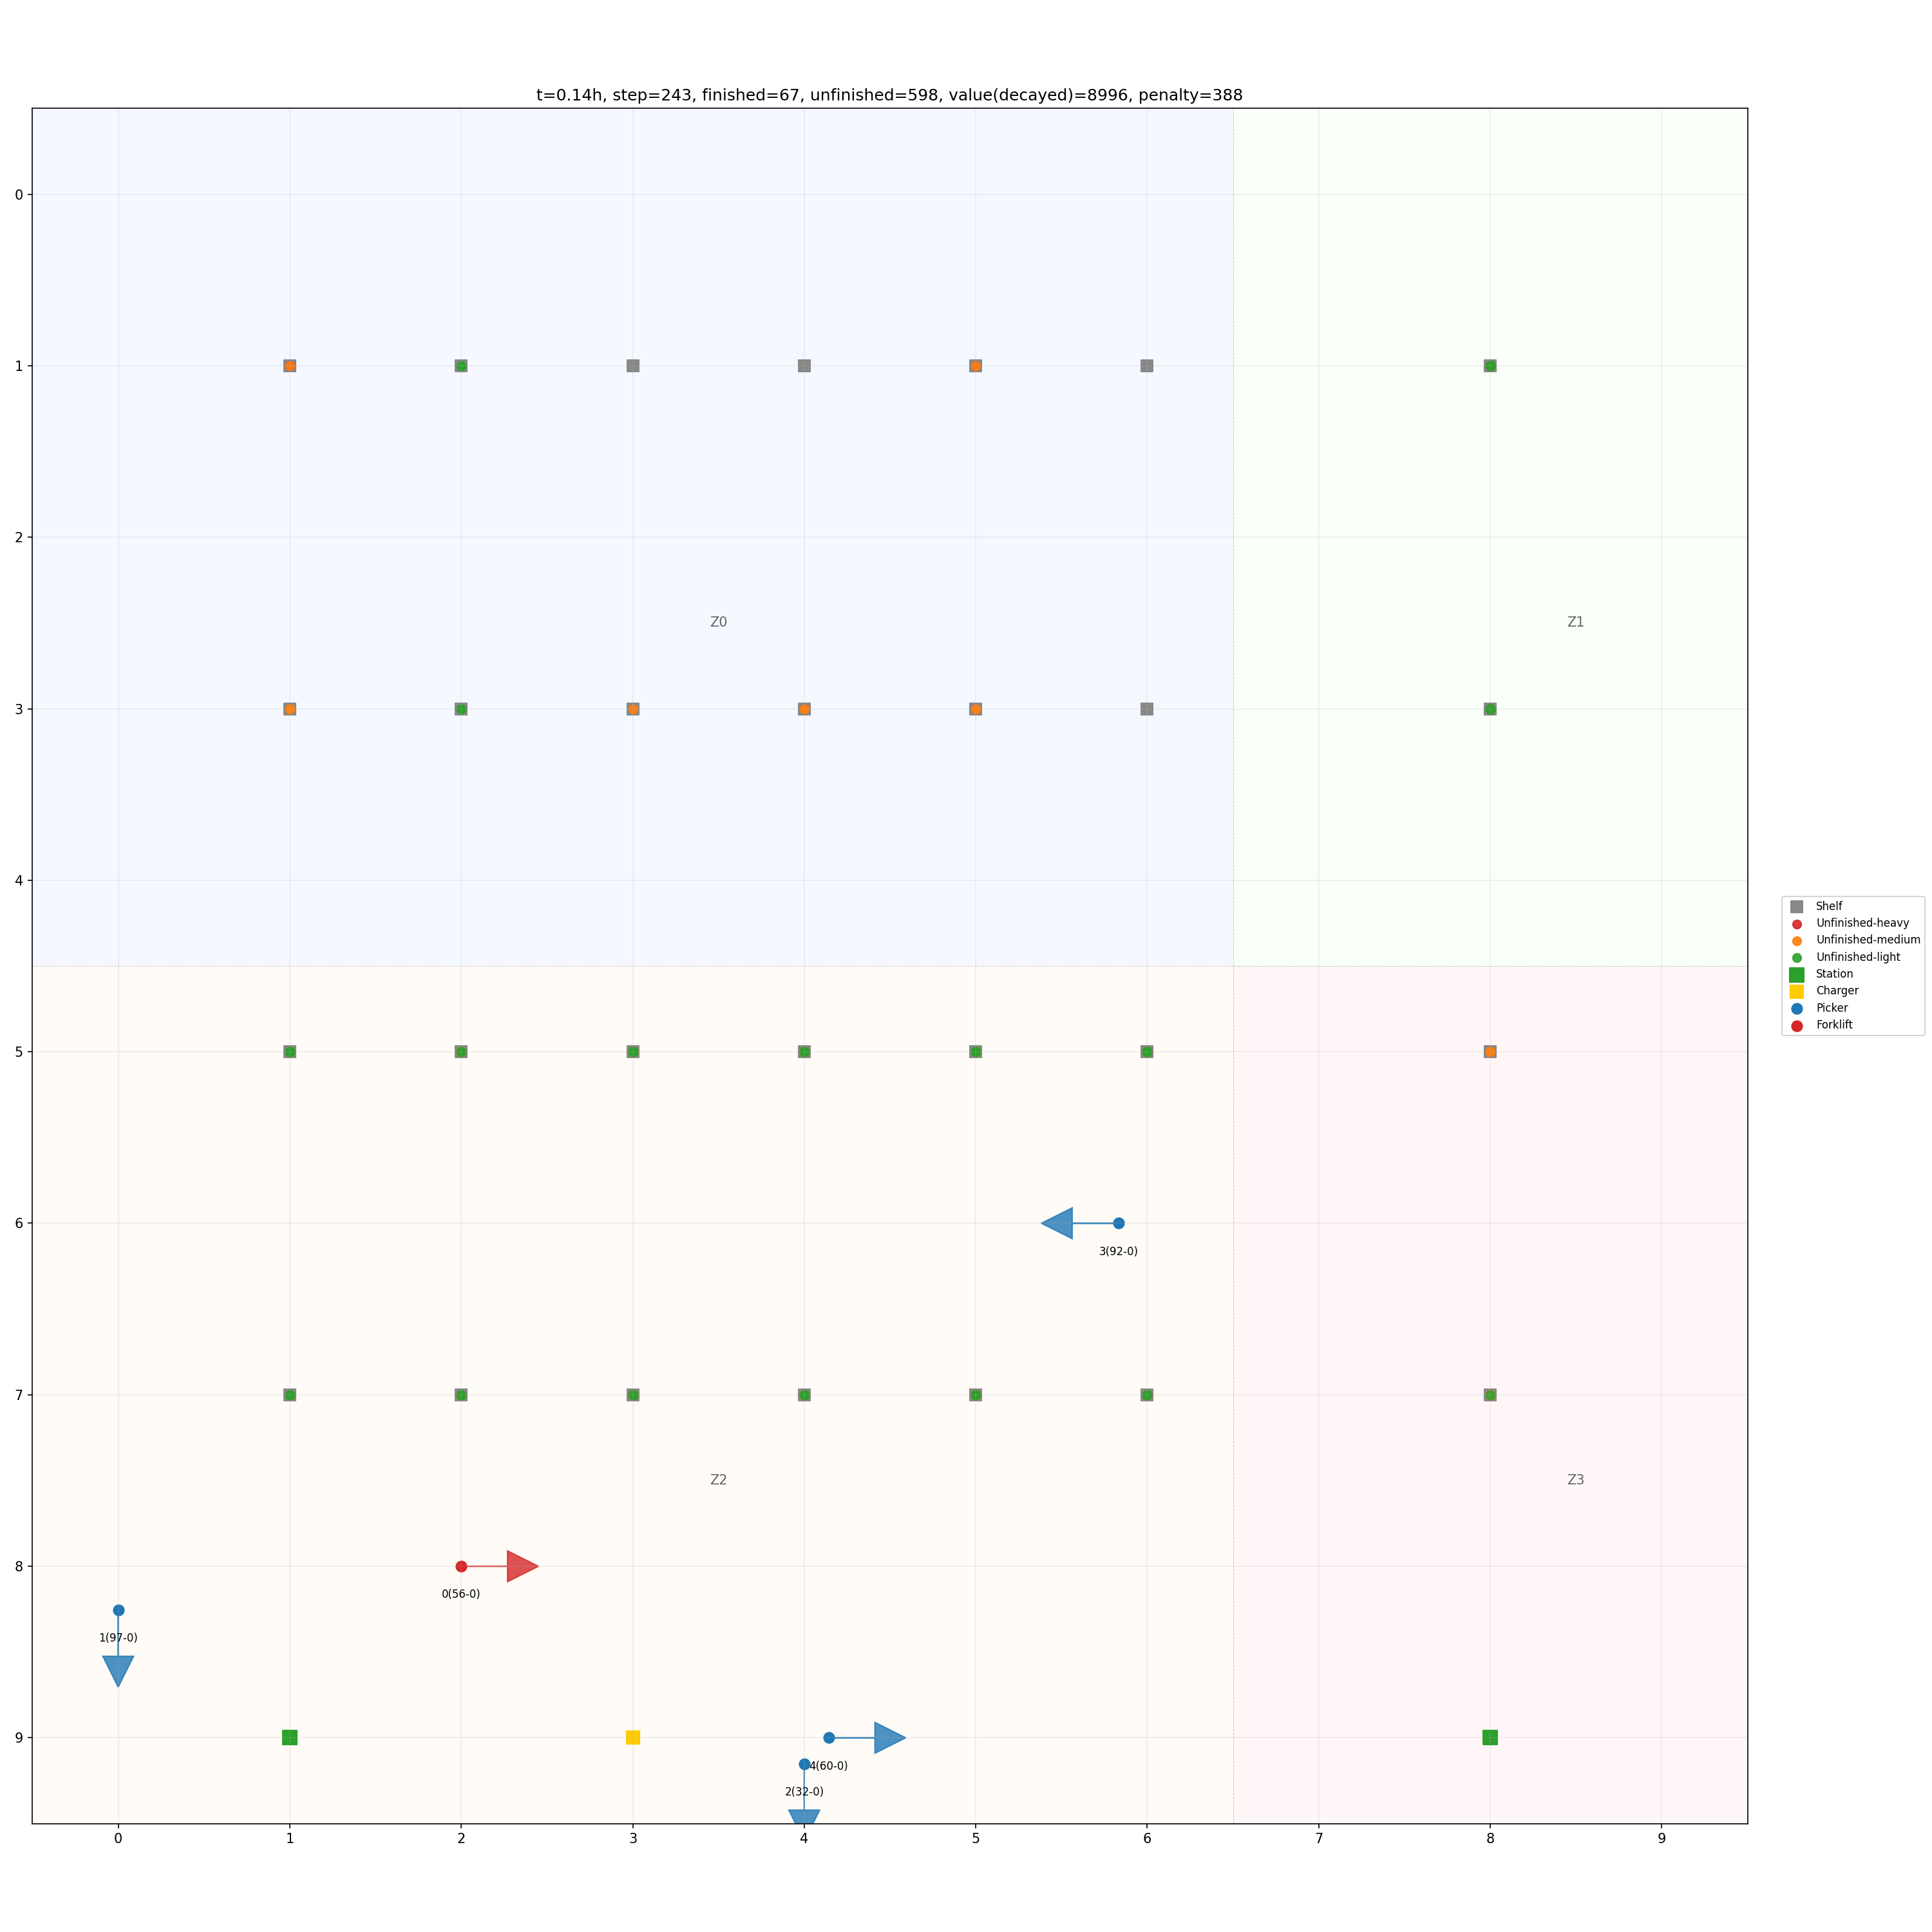 t=0.14h, step=243, finished=67, unfinished=598, value(decayed)=8996, penalty=388
0
1
2
Z0
Z1
3
4
Shelf
Unfinished-heavy
Unfinished-medium
Unfinished-light
Station
Charger
Picker
Forklift
5
6
3(92-0)
7
Z2
Z3
8
0(56-0)
1(97-0)
9
4(60-0)
2(32-0)
0 1 2 3 4 5 6 7 8 9